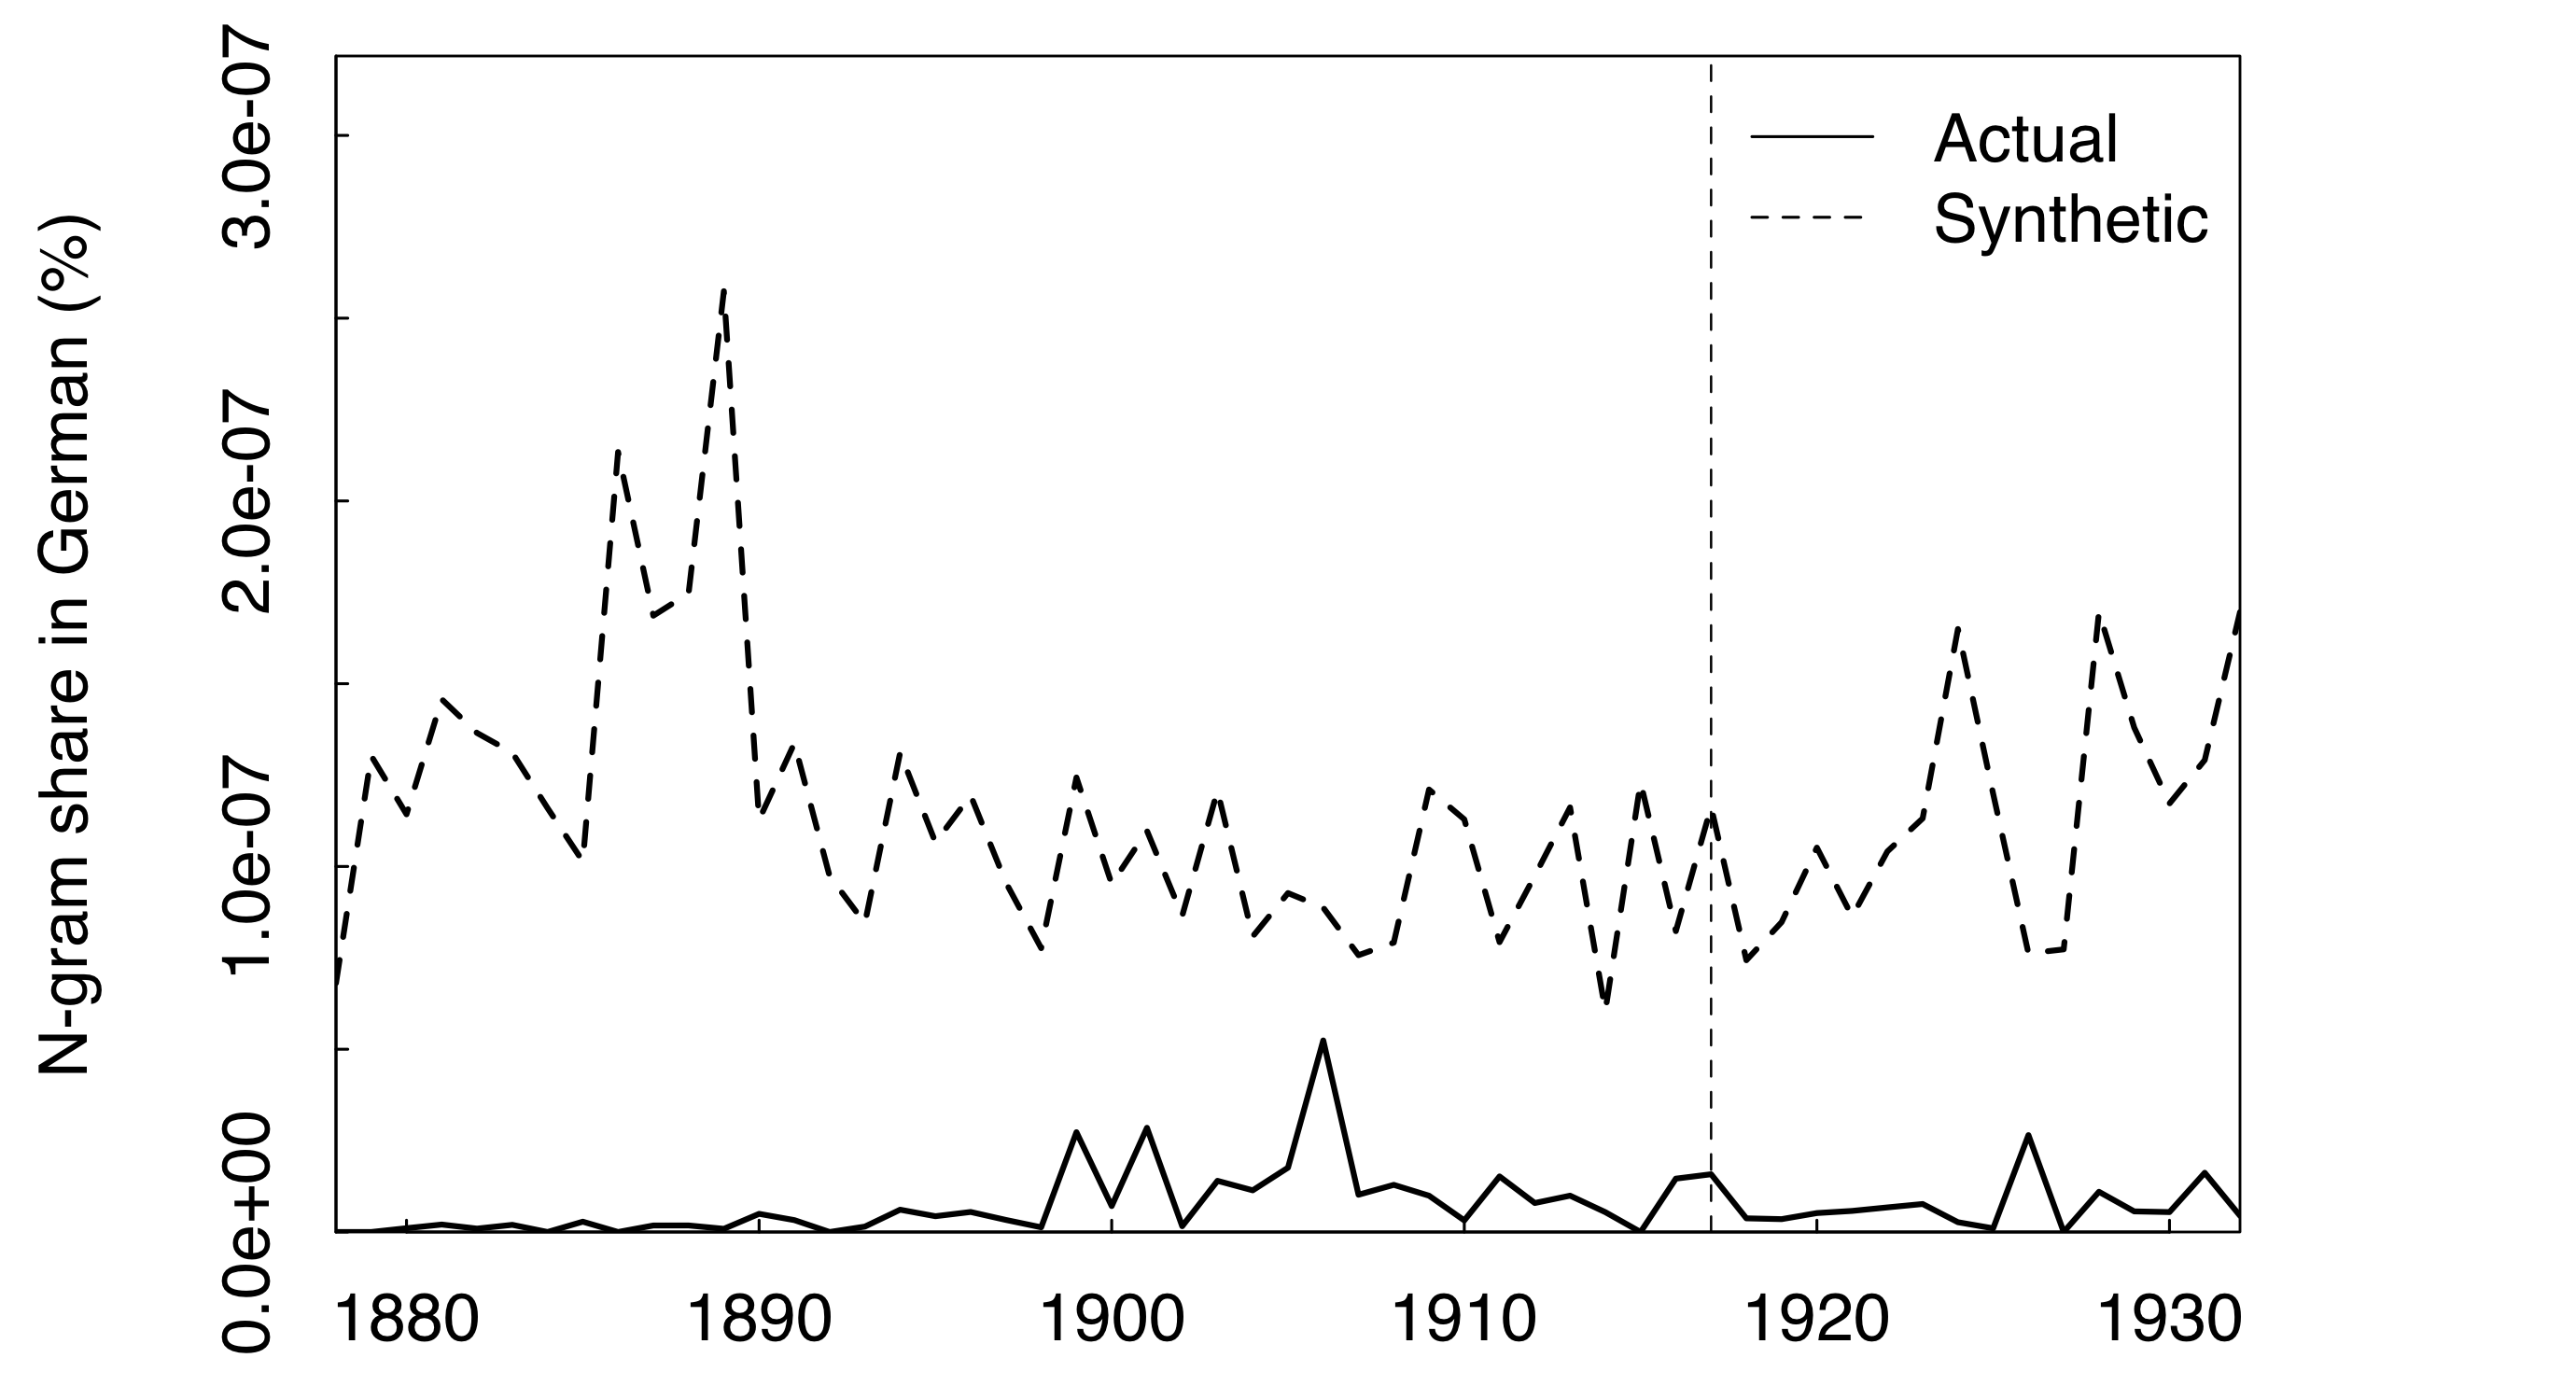 N-gram share in German (%)
3.0e-07
2.0e-07
1.0e-07
0.0e+00
Actual
Synthetic
1880 1890 1900 1910 1920 1930